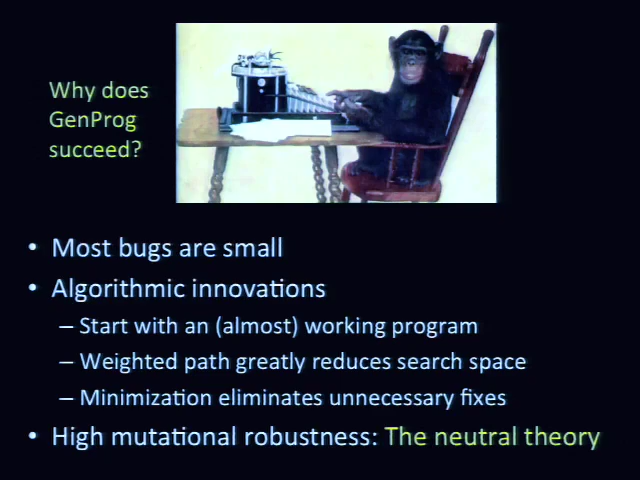 Why does
GenProg
succeed?
• Most bugs are small
• Algorithmic innovations
– Start with an (almost) working program
– Weighted path greatly reduces search space
– Minimization eliminates unnecessary fixes
• High mutational robustness: The neutral theory